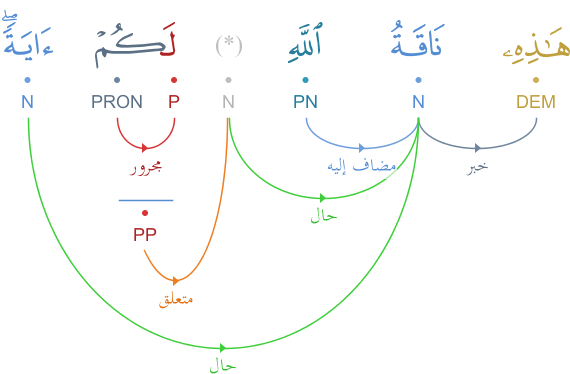 هَـٰذِهِۦ نَاقَةُ ٱللَّهِ (*) لَكُمْ ءَايَةً ۖ
DEM N PN N P PRON N
خبر مضاف إليه مجرور
حال
PP
متعلق
حال